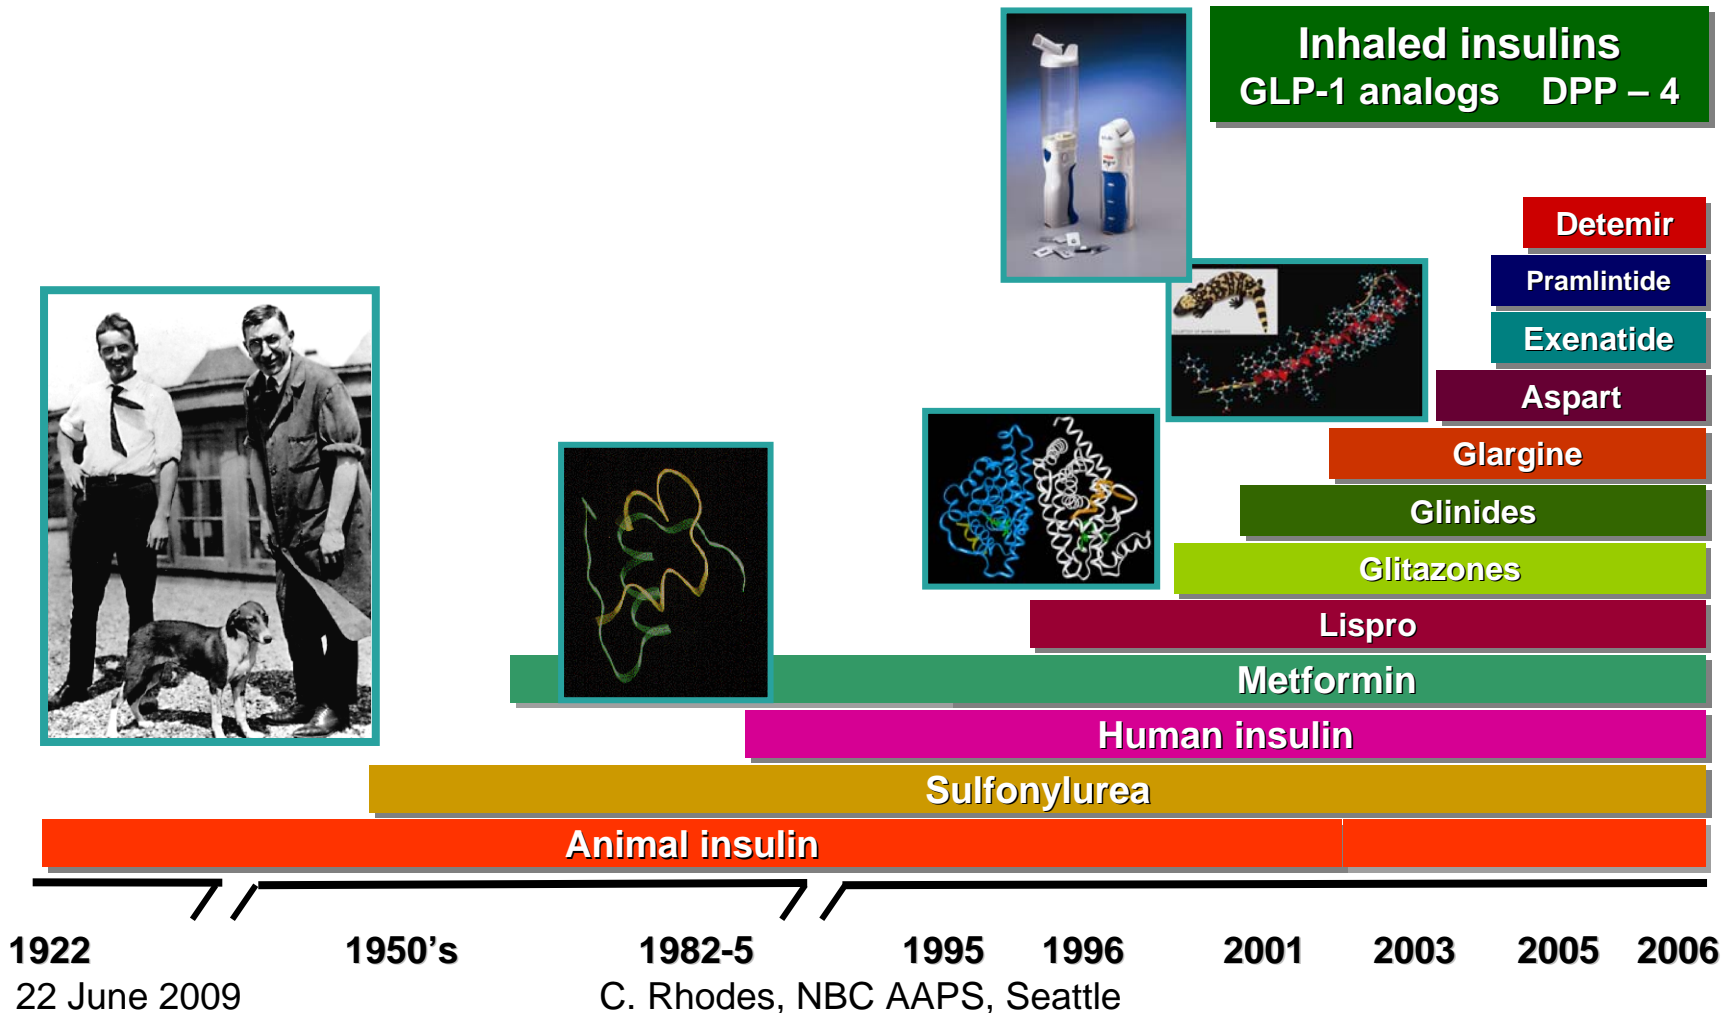 Inhaled insulins
GLP-1 analogs DPP – 4
Detemir
Pramlintide
Exenatide
Aspart
Glargine
Glinides
Glitazones
Lispro
Metformin
Human insulin
Sulfonylurea
Animal insulin
1922 1950’s 1982-5 1995 1996 2001 2003 2005 2006
22 June 2009 C. Rhodes, NBC AAPS, Seattle